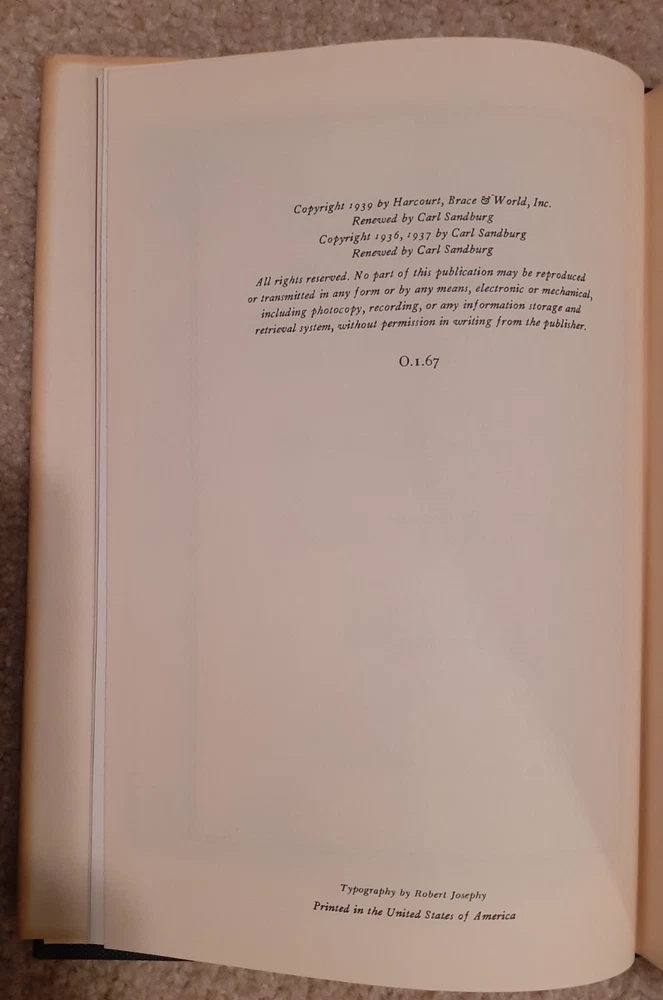 Copyright 1939 by Harcourt, Brace & World, Inc.
Renewed by Carl Sandburg
Copyright 1936, 1937 by Carl Sandburg
Renewed by Carl Sandburg
All rights reserved. No part of this publication may be reproduced
or transmitted in any form or by any means, electronic or mechanical,
including photocopy, recording, or any information storage and
retrieval system, without permission in writing from the publisher.
O.1.67
Typography by Robert Josephy
Printed in the United States of America